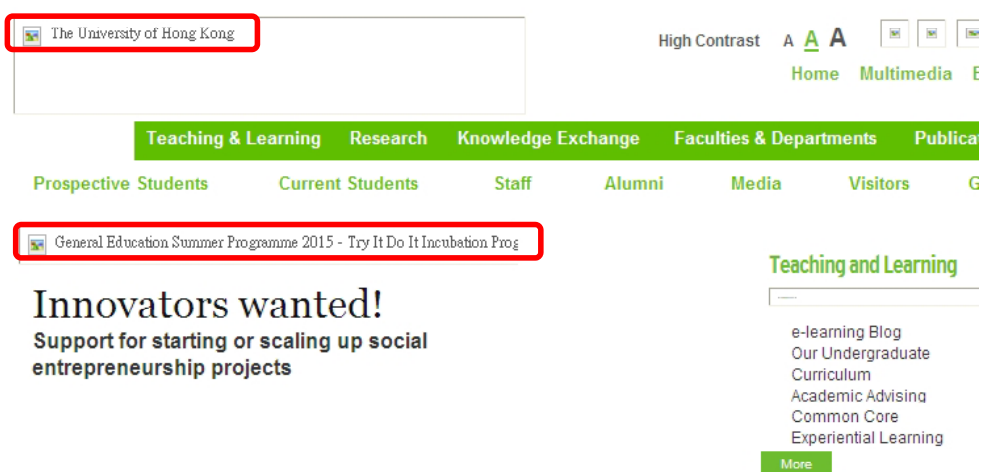 The University of Hong Kong
High Contrast A A A
Home Multimedia
Teaching & Learning Research Knowledge Exchange Faculties & Departments
Prospective Students Current Students Staff Alumni Media Visitors
General Education Summer Programme 2015 - Try It Do It Incubation Prog
Teaching and Learning
Innovators wanted!
Support for starting or scaling up social
entrepreneurship projects
e-learning Blog
Our Undergraduate
Curriculum
Academic Advising
Common Core
Experiential Learning
More